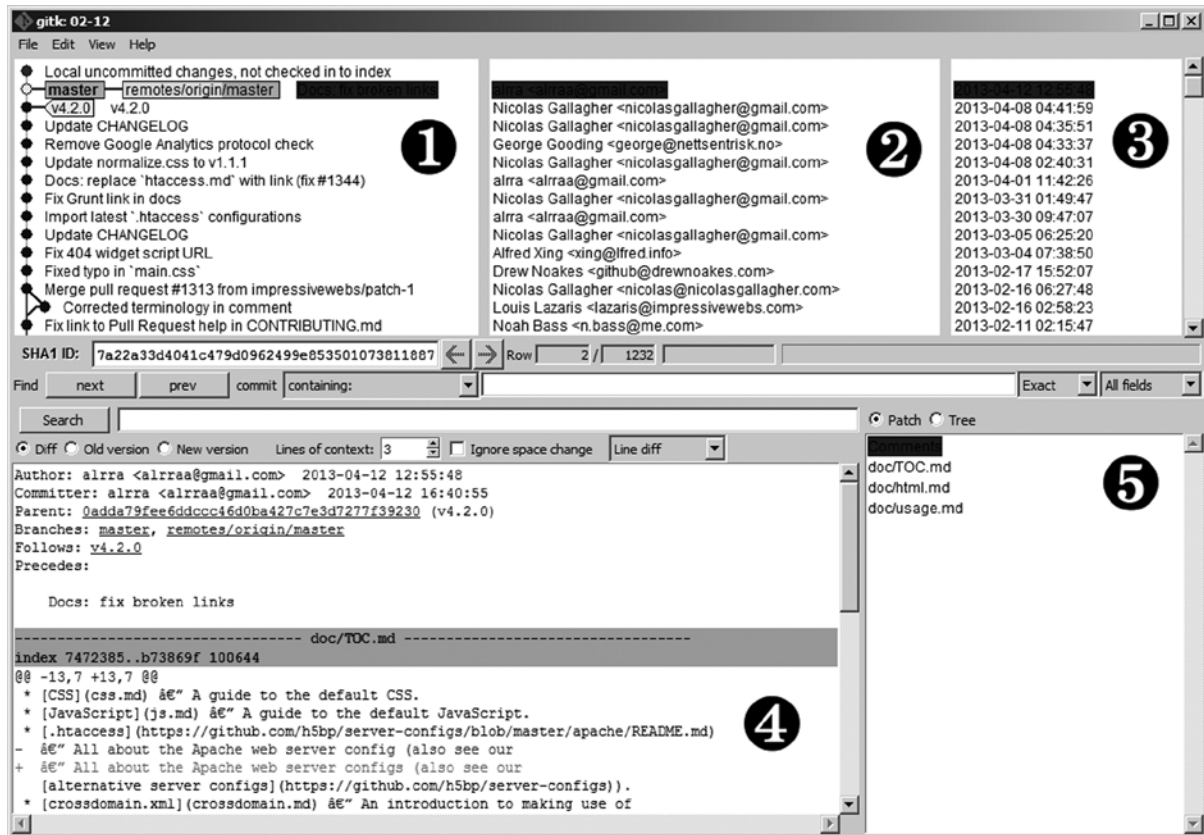 gitk: 02-12
File Edit View Help
Local uncommitted changes, not checked in to index
master remotes/origin/master Docs: fix broken links
v4.2.0 v4.2.0
Update CHANGELOG
Remove Google Analytics protocol check
Update normalize.css to v1.1.1
Docs: replace `htaccess.md` with link (fix #1344)
Fix Grunt link in docs
Import latest `.htaccess` configurations
Update CHANGELOG
Fix 404 widget script URL
Fixed typo in `main.css`
Merge pull request #1313 from impressivewebs/patch-1
Corrected terminology in comment
Fix link to Pull Request help in CONTRIBUTING.md
1
alrra <alrraa@gmail.com>
Nicolas Gallagher <nicolasgallagher@gmail.com>
Nicolas Gallagher <nicolasgallagher@gmail.com>
George Gooding <george@nettsentrisk.no>
Nicolas Gallagher <nicolasgallagher@gmail.com>
alrra <alrraa@gmail.com>
Nicolas Gallagher <nicolasgallagher@gmail.com>
alrra <alrraa@gmail.com>
Nicolas Gallagher <nicolasgallagher@gmail.com>
Alfred Xing <xing@lfred.info>
Drew Noakes <github@drewnoakes.com>
Nicolas Gallagher <nicolas@nicolasgallagher.com>
Louis Lazaris <lazaris@impressivewebs.com>
Noah Bass <n.bass@me.com>
2
2013-04-12 12:55:48
2013-04-08 04:41:59
2013-04-08 04:35:51
2013-04-08 04:33:37
2013-04-08 02:40:31
2013-04-01 11:42:26
2013-03-31 01:49:47
2013-03-30 09:47:07
2013-03-05 06:25:20
2013-03-04 07:38:50
2013-02-17 15:52:07
2013-02-16 06:27:48
2013-02-16 02:58:23
2013-02-11 02:15:47
3
SHA1 ID: 7a22a33d4041c479d0962499e853501073811887 Row 2 / 1232
Find next prev commit containing: Exact All fields
Search
Diff Old version New version Lines of context: 3 Ignore space change Line diff
Author: alrra <alrraa@gmail.com> 2013-04-12 12:55:48
Committer: alrra <alrraa@gmail.com> 2013-04-12 16:40:55
Parent: 0adda79fee6ddccc46d0ba427c7e3d7277f39230 (v4.2.0)
Branches: master, remotes/origin/master
Follows: v4.2.0
Precedes:
Docs: fix broken links
--------------------------------- doc/TOC.md ---------------------------------
index 7472385..b73869f 100644
@@ -13,7 +13,7 @@
* [CSS](css.md) â€" A guide to the default CSS.
* [JavaScript](js.md) â€" A guide to the default JavaScript.
* [.htaccess](https://github.com/h5bp/server-configs/blob/master/apache/README.md)
- â€" All about the Apache web server config (also see our
+ â€" All about the Apache web server configs (also see our
[alternative server configs](https://github.com/h5bp/server-configs)).
* [crossdomain.xml](crossdomain.md) â€" An introduction to making use of
4
Patch Tree
Comments
doc/TOC.md
doc/html.md
doc/usage.md
5